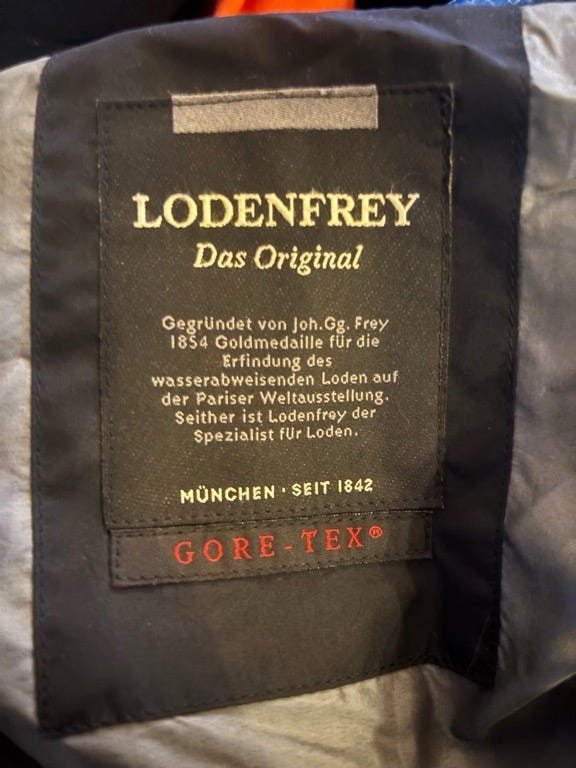 LODENFREY
Das Original
Gegründet von Joh.Gg. Frey
1854 Goldmedaille für die
Erfindung des
wasserabweisenden Loden auf
der Pariser Weltausstellung.
Seither ist Lodenfrey der
Spezialist für Loden.
MÜNCHEN · SEIT 1842
GORE-TEX®